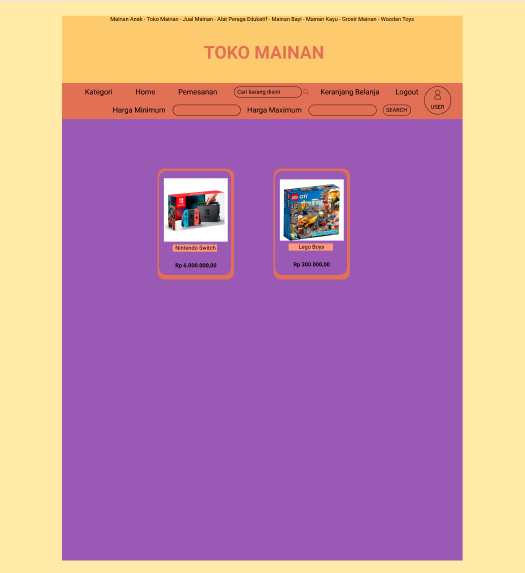 Mainan Anak - Toko Mainan - Jual Mainan - Alat Peraga Edukatif - Mainan Bayi - Mainan Kayu - Grosir Mainan - Wooden Toys
TOKO MAINAN
Kategori Home Pemesanan Cari barang disini Keranjang Belanja Logout
USER
Harga Minimum Harga Maximum SEARCH
CITY
Nintendo Switch Lego Boys
Rp 6.000.000,00 Rp 300.000,00